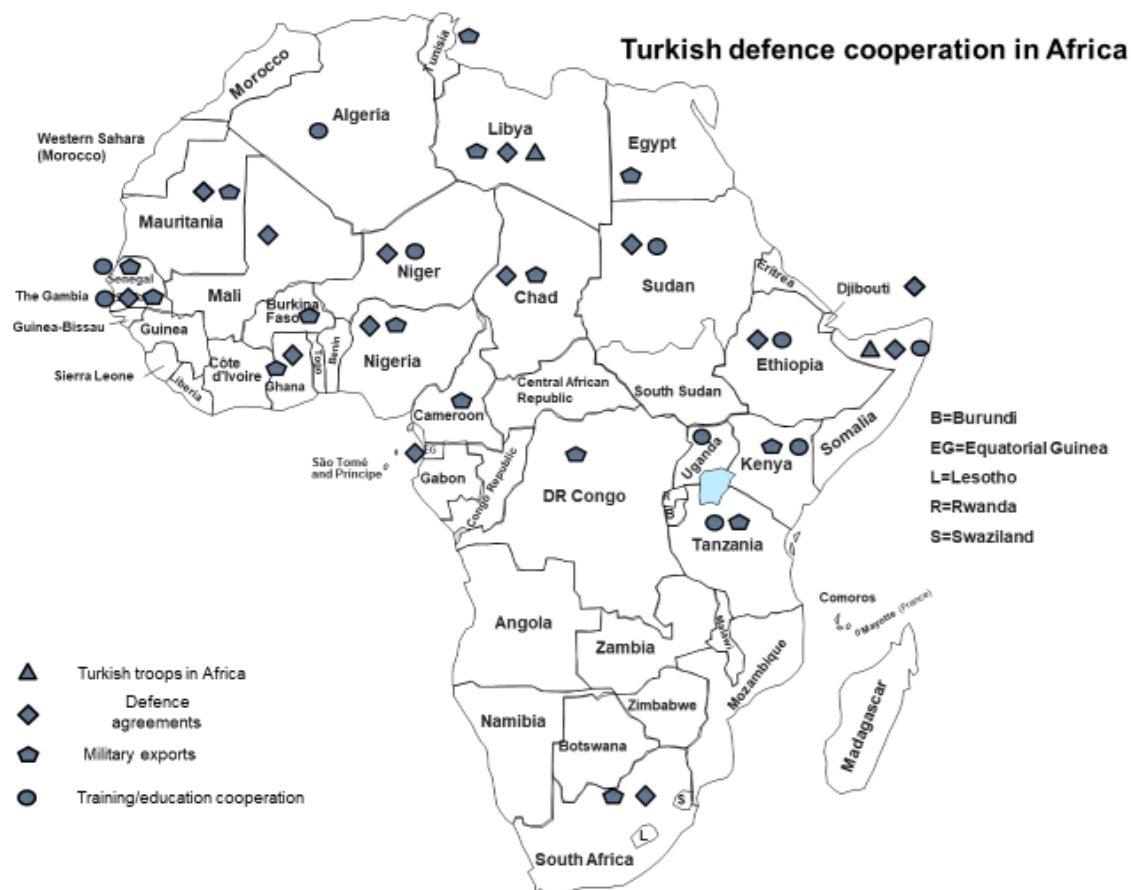 Turkish defence cooperation in Africa
Tunisia
Morocco
Algeria
Libya
Egypt
Western Sahara
(Morocco)
Mauritania
Niger
Mali
Chad
Sudan
Eritrea
Djibouti
Senegal
The Gambia
Guinea-Bissau
Guinea
Burkina
Faso
Sierra Leone
Liberia
Côte
d'Ivoire
Ghana
Togo
Benin
Nigeria
Ethiopia
Cameroon
Central African
Republic
South Sudan
Somalia
São Tomé
and Príncipe
EG
Gabon
Congo Republic
DR Congo
Uganda
Kenya
R
B
Tanzania
B=Burundi
EG=Equatorial Guinea
L=Lesotho
R=Rwanda
S=Swaziland
Angola
Zambia
Malawi
Mozambique
Comoros
Mayotte (France)
Madagascar
Namibia
Zimbabwe
Botswana
S
L
South Africa
Turkish troops in Africa
Defence
agreements
Military exports
Training/education cooperation